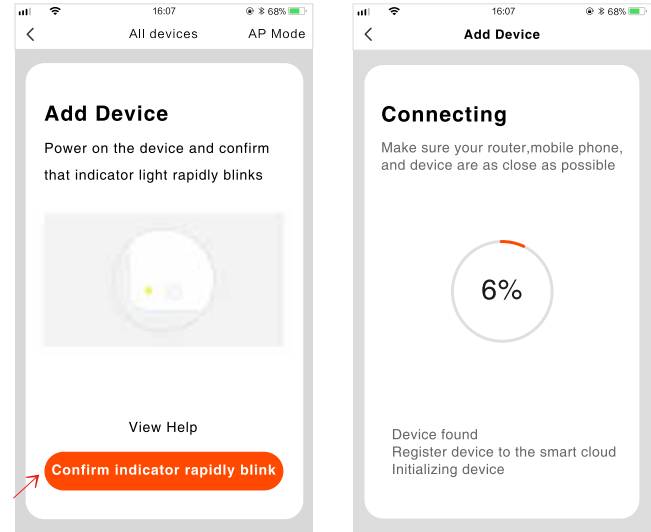 16:07
68%
All devices
AP Mode
Add Device
Power on the device and confirm
that indicator light rapidly blinks
View Help
Confirm indicator rapidly blink
16:07
68%
Add Device
Connecting
Make sure your router,mobile phone,
and device are as close as possible
6%
Device found
Register device to the smart cloud
Initializing device